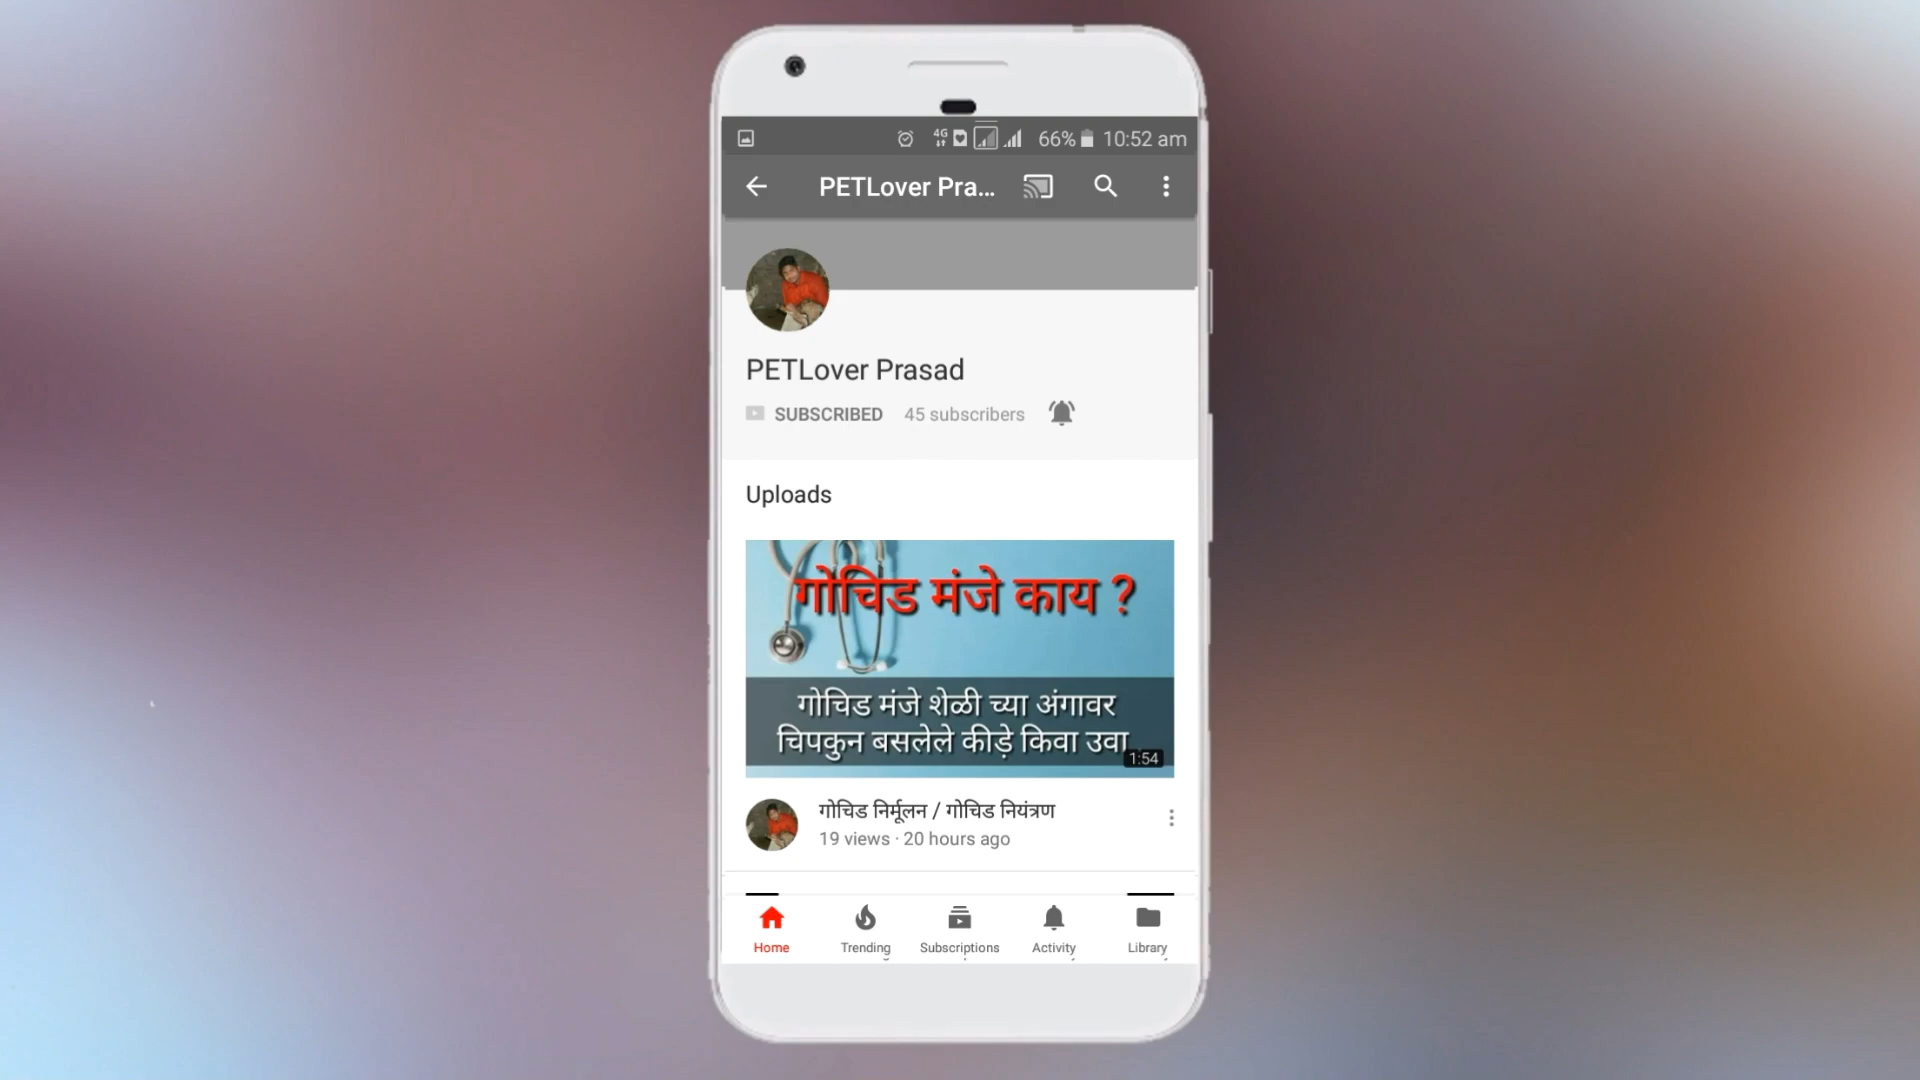 4G 66% 10:52 am
PETLover Pra...
PETLover Prasad
SUBSCRIBED 45 subscribers
Uploads
गोचिड मंजे काय ?
गोचिड मंजे शेळी च्या अंगावर
चिपकुन बसलेले कीडे किवा उवा
1:54
गोचिड निर्मूलन / गोचिड नियंत्रण
19 views · 20 hours ago
Home Trending Subscriptions Activity Library